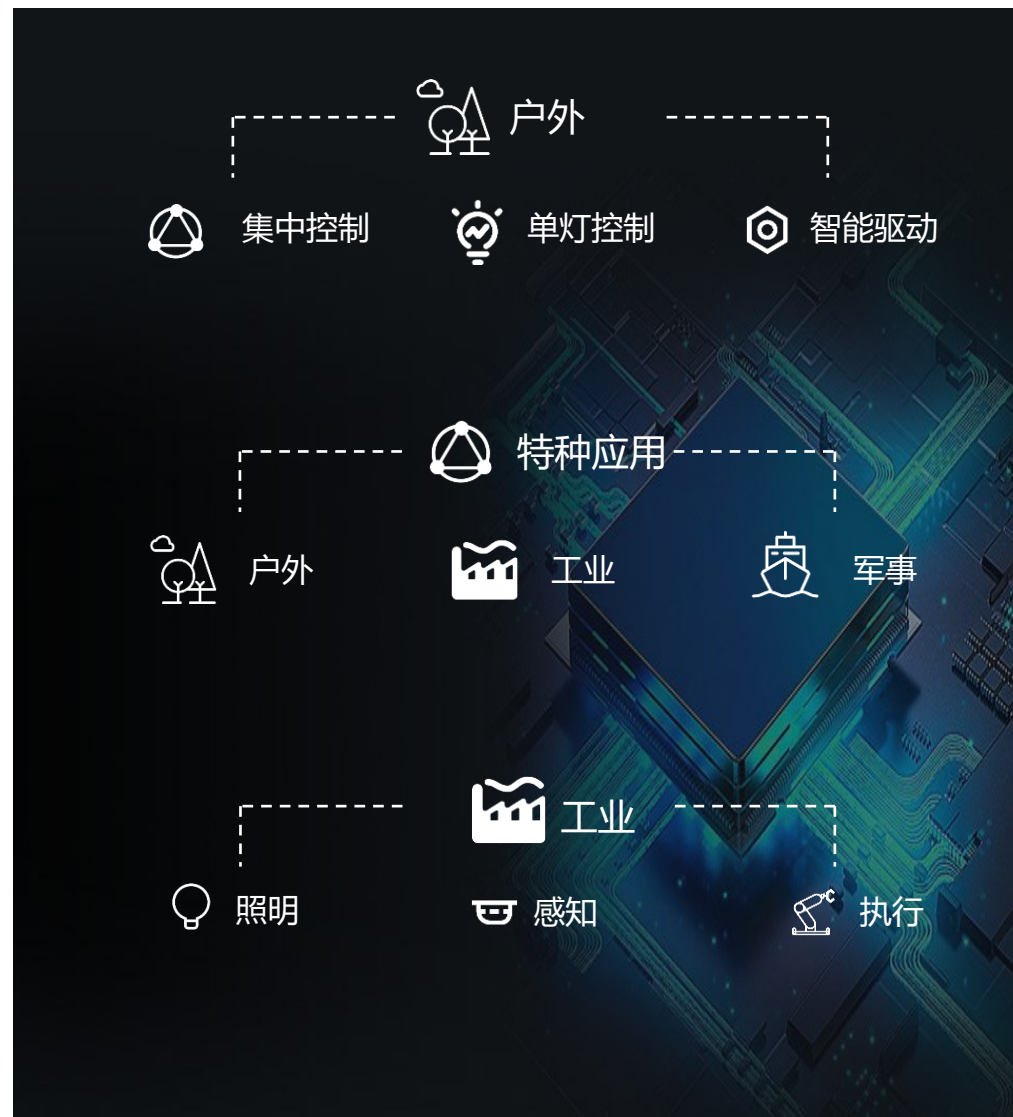 户外
集中控制 单灯控制 智能驱动
特种应用
户外 工业 军事
工业
照明 感知 执行